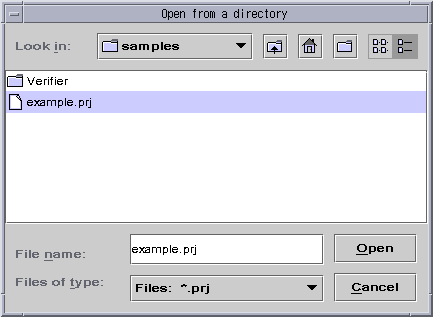 Open from a directory
Look in: samples
Verifier
example.prj
File name: example.prj Open
Files of type: Files: *.prj Cancel